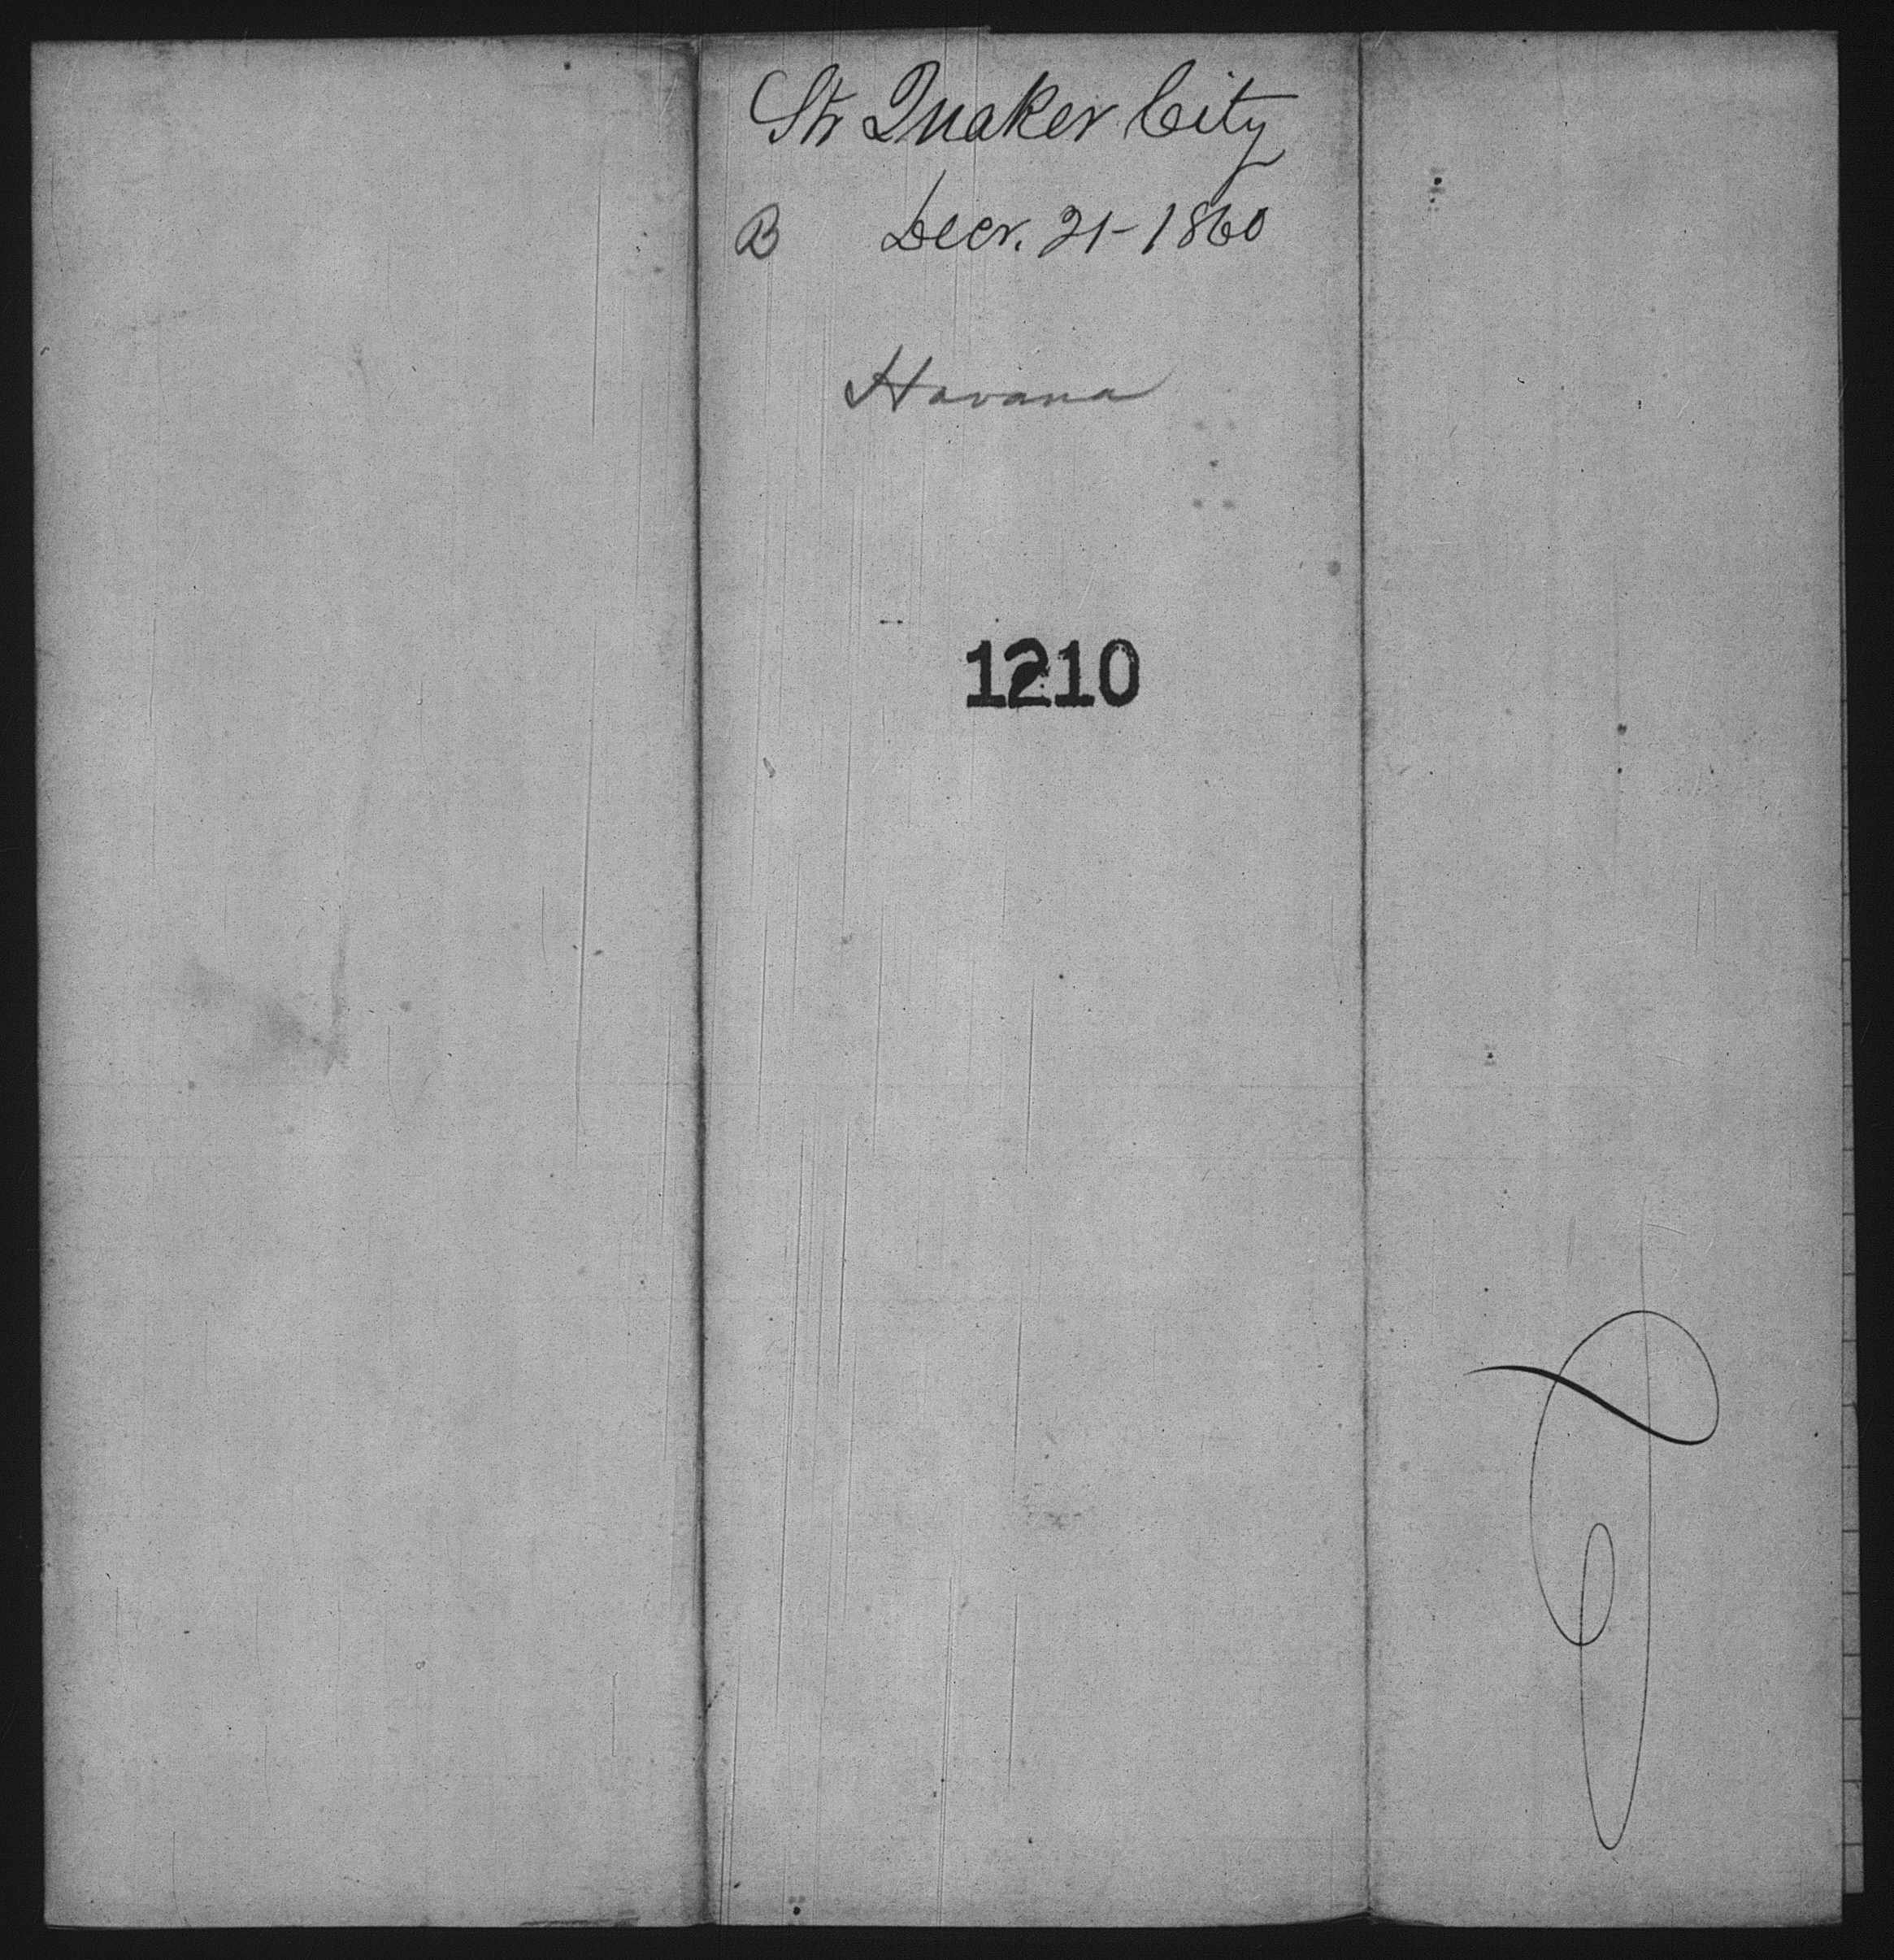 Str Quaker City
B Decr. 21-1860
Havana
1210